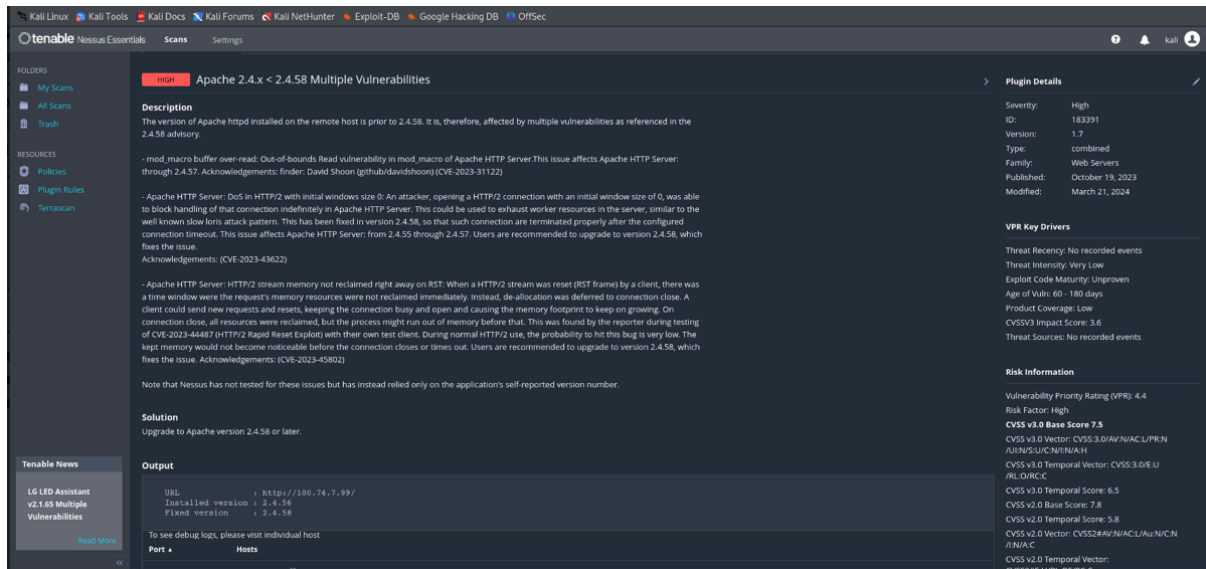 Kali Linux Kali Tools Kali Docs Kali Forums Kali NetHunter Exploit-DB Google Hacking DB OffSec
tenable Nessus Essentials Scans Settings kali
FOLDERS
My Scans
All Scans
Trash
RESOURCES
Policies
Plugin Rules
Terrascan
Tenable News
LG LED Assistant
v2.1.65 Multiple
Vulnerabilities
Read More
HIGH Apache 2.4.x < 2.4.58 Multiple Vulnerabilities
Description
The version of Apache httpd installed on the remote host is prior to 2.4.58. It is, therefore, affected by multiple vulnerabilities as referenced in the
2.4.58 advisory.
- mod_macro buffer over-read: Out-of-bounds Read vulnerability in mod_macro of Apache HTTP Server.This issue affects Apache HTTP Server:
through 2.4.57. Acknowledgements: finder: David Shoon (github/davidshoon) (CVE-2023-31122)
- Apache HTTP Server: DoS in HTTP/2 with initial windows size 0: An attacker, opening a HTTP/2 connection with an initial window size of 0, was able
to block handling of that connection indefinitely in Apache HTTP Server. This could be used to exhaust worker resources in the server, similar to the
well known slow loris attack pattern. This has been fixed in version 2.4.58, so that such connection are terminated properly after the configured
connection timeout. This issue affects Apache HTTP Server: from 2.4.55 through 2.4.57. Users are recommended to upgrade to version 2.4.58, which
fixes the issue.
Acknowledgements: (CVE-2023-43622)
- Apache HTTP Server: HTTP/2 stream memory not reclaimed right away on RST: When a HTTP/2 stream was reset (RST frame) by a client, there was
a time window were the request's memory resources were not reclaimed immediately. Instead, de-allocation was deferred to connection close. A
client could send new requests and resets, keeping the connection busy and open and causing the memory footprint to keep on growing. On
connection close, all resources were reclaimed, but the process might run out of memory before that. This was found by the reporter during testing
of CVE-2023-44487 (HTTP/2 Rapid Reset Exploit) with their own test client. During normal HTTP/2 use, the probability to hit this bug is very low. The
kept memory would not become noticeable before the connection closes or times out. Users are recommended to upgrade to version 2.4.58, which
fixes the issue. Acknowledgements: (CVE-2023-45802)
Note that Nessus has not tested for these issues but has instead relied only on the application's self-reported version number.
Solution
Upgrade to Apache version 2.4.58 or later.
Output
URL : http://100.74.7.99/
Installed version : 2.4.56
Fixed version : 2.4.58
To see debug logs, please visit individual host
Port Hosts
Plugin Details
Severity: High
ID: 183391
Version: 1.7
Type: combined
Family: Web Servers
Published: October 19, 2023
Modified: March 21, 2024
VPR Key Drivers
Threat Recency: No recorded events
Threat Intensity: Very Low
Exploit Code
Maturity: Unproven
Age of Vuln: 60 - 180 days
Product Coverage: Low
CVSSV3 Impact Score: 3.6
Threat Sources: No recorded events
Risk Information
Vulnerability Priority Rating (VPR): 4.4
Risk Factor: High
CVSS v3.0 Base Score 7.5
CVSS v3.0 Vector: CVSS:3.0/AV:N/AC:L/PR:N
/UI:N/S:U/C:N/I:N/A:H
CVSS v3.0 Temporal Vector: CVSS:3.0/E:U
/RL:O/RC:C
CVSS v3.0 Temporal Score: 6.5
CVSS v2.0 Base Score: 7.8
CVSS v2.0 Temporal Score: 5.8
CVSS v2.0 Vector: CVSS2#AV:N/AC:L/Au:N/C:N
/I:N/A:C
CVSS v2.0 Temporal Vector: